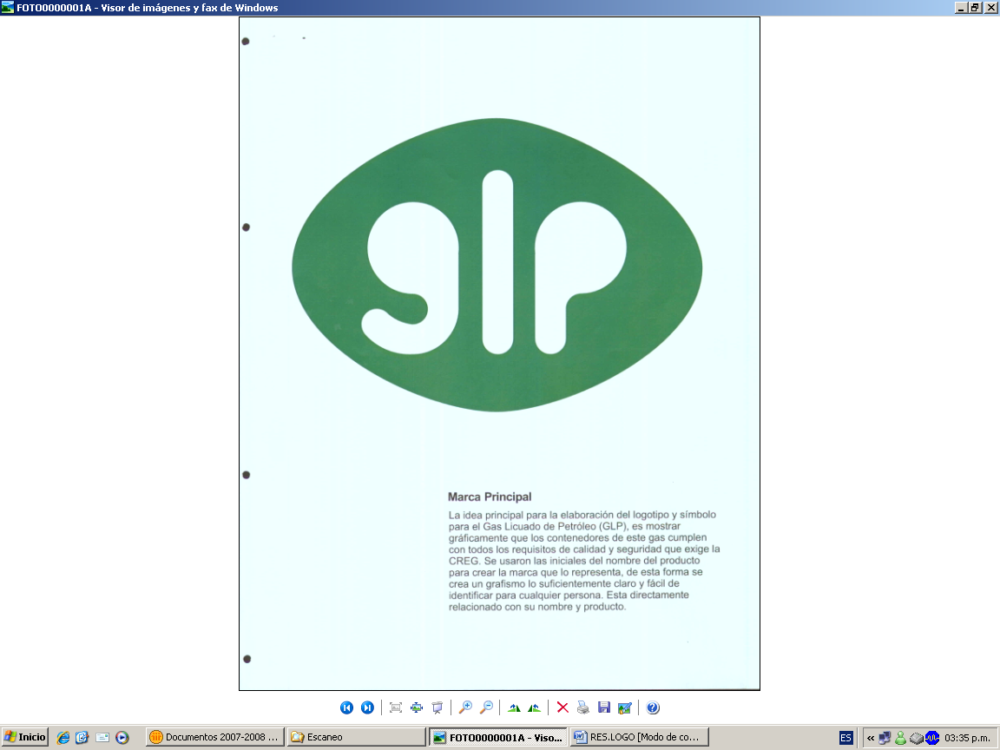 FOTO0000001A - Visor de imágenes y fax de Windows
glp
Marca Principal
La idea principal para la elaboración del logotipo y símbolo
para el Gas Licuado de Petróleo (GLP), es mostrar
gráficamente que los contenedores de este gas cumplen
con todos los requisitos de calidad y seguridad que exige la
CREG. Se usaron las iniciales del nombre del producto
para crear la marca que lo representa, de esta forma se
crea un grafismo lo suficientemente claro y fácil de
identificar para cualquier persona. Esta directamente
relacionado con su nombre y producto.
Inicio
Documentos 2007-2008 ...
Escaneo
FOTO0000001A - Viso...
RES.LOGO [Modo de co...
ES
03:35 p.m.